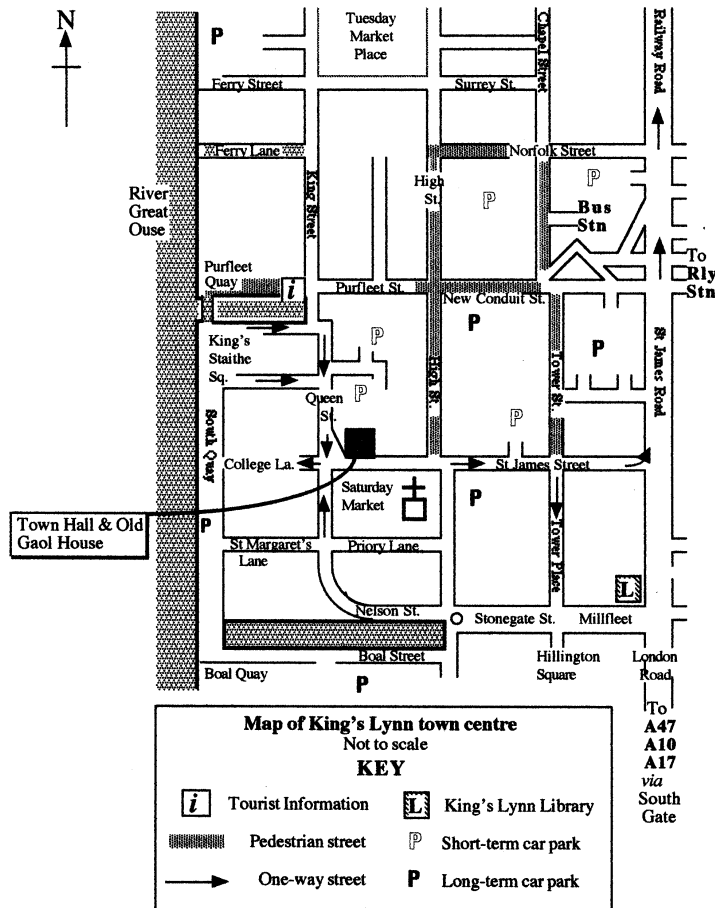 N
P
Tuesday
Market
Place
Chapel Street
Railway Road
Ferry Street
Surrey St.
Ferry Lane
Norfolk Street
King Street
High
St.
P
P
Bus
Stn
River
Great
Ouse
To
Rly
Stn
Purfleet
Quay
i
Purfleet St.
New Conduit St.
King's
Staithe
Sq.
P
P
P
High St.
Tower St.
St James Road
Queen
St.
P
P
South Quay
College La.
St James Street
Saturday
Market
P
P
Town Hall & Old
Gaol House
St Margaret's
Lane
Priory Lane
Tower Place
L
Nelson St.
Stonegate St.
Millfleet
Boal Street
Boal Quay
P
Hillington
Square
London
Road
To
A47
A10
A17
via
South
Gate
Map of King's Lynn town centre
Not to scale
KEY
i Tourist Information
L King's Lynn Library
Pedestrian street
P Short-term car park
One-way street
P Long-term car park